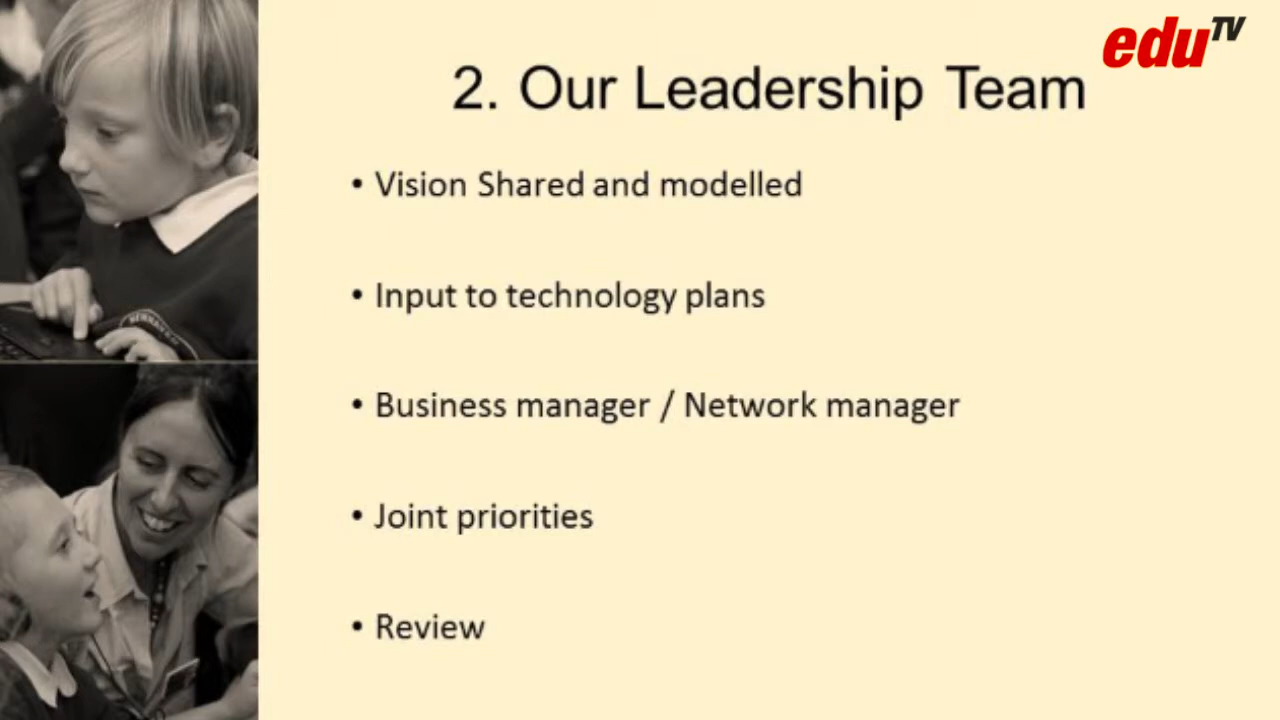 eduTV
2. Our Leadership Team
• Vision Shared and modelled
• Input to technology plans
• Business manager / Network manager
• Joint priorities
• Review